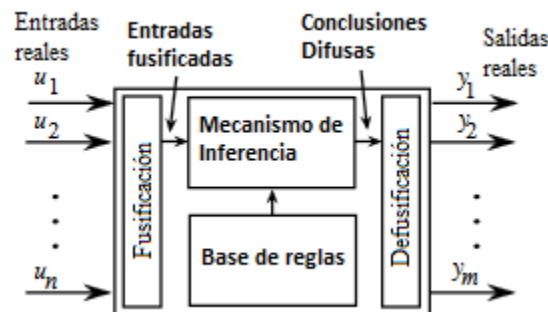 Entradas
reales
Entradas
fusificadas
Conclusiones
Difusas
Salidas
reales
u1
u2
un
Fusificación
Mecanismo de
Inferencia
Base de reglas
Defusificación
y1
y2
ym